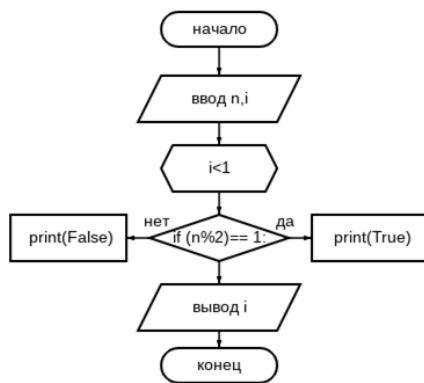 начало
ввод n,i
i<1
нет
да
print(False)
if (n%2)== 1:
print(True)
вывод i
конец